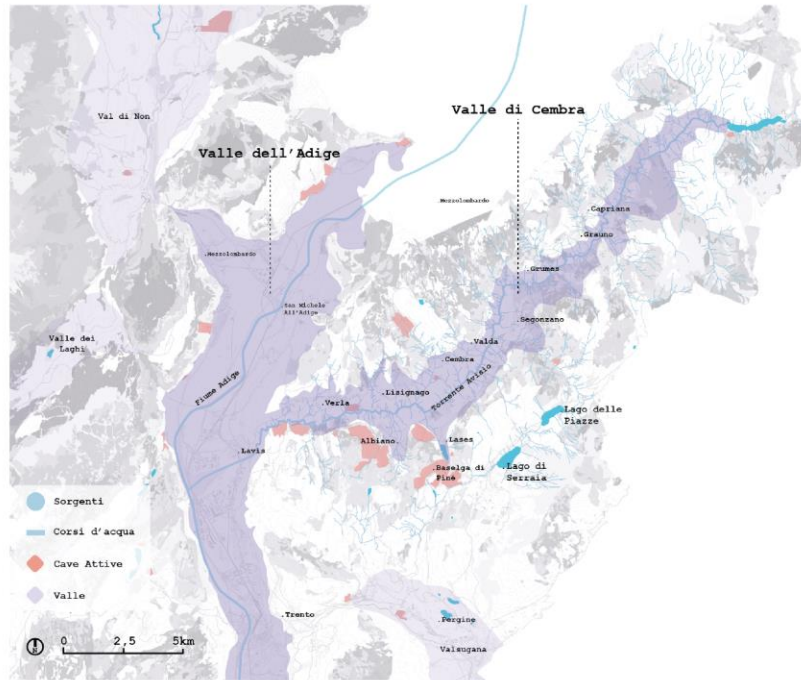 Val di Non
Valle dell'Adige
Valle di Cembra
.Mezzolombardo
.Capriana
.Grauno
.Mezzolombardo
.Grumes
San Michele
All'Adige
.Segonzano
Valle dei
Laghi
.Valda
.Cembra
Fiume Adige
Torrente Avisio
.Lisignago
.Verla
Lago delle
Piazze
Albiano.
.Lases
.Lavis
.Baselga di
Pinè
.Lago di
Serraia
Sorgenti
Corsi d'acqua
Cave Attive
Valle
.Trento
.Pergine
Valsugana
N
0 2,5 5km